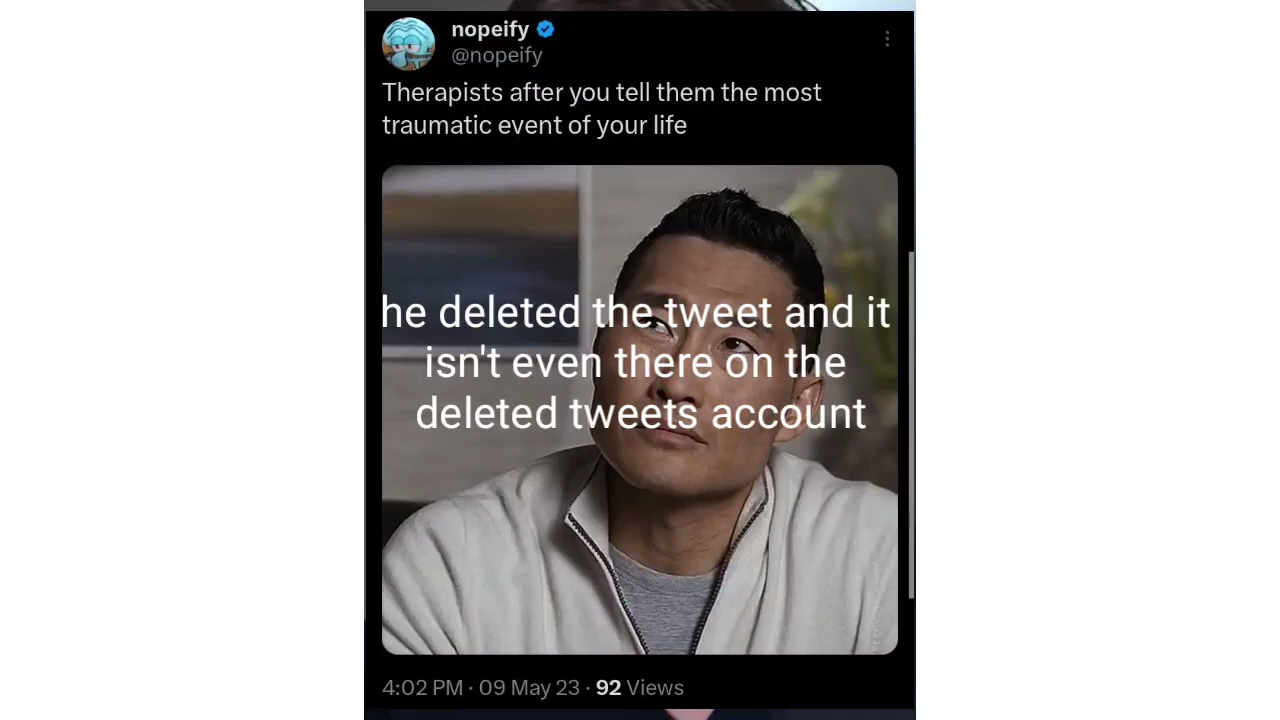 nopeify
@nopeify
Therapists after you tell them the most
traumatic event of your life
he deleted the tweet and it
isn't even there on the
deleted tweets account
4:02 PM · 09 May 23 · 92 Views